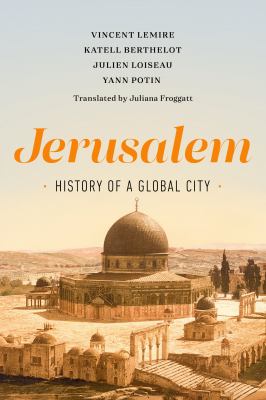 VINCENT LEMIRE
KATELL BERTHELOT
JULIEN LOISEAU
YANN POTIN
Translated by Juliana Froggatt
Jerusalem
· HISTORY OF A GLOBAL CITY ·